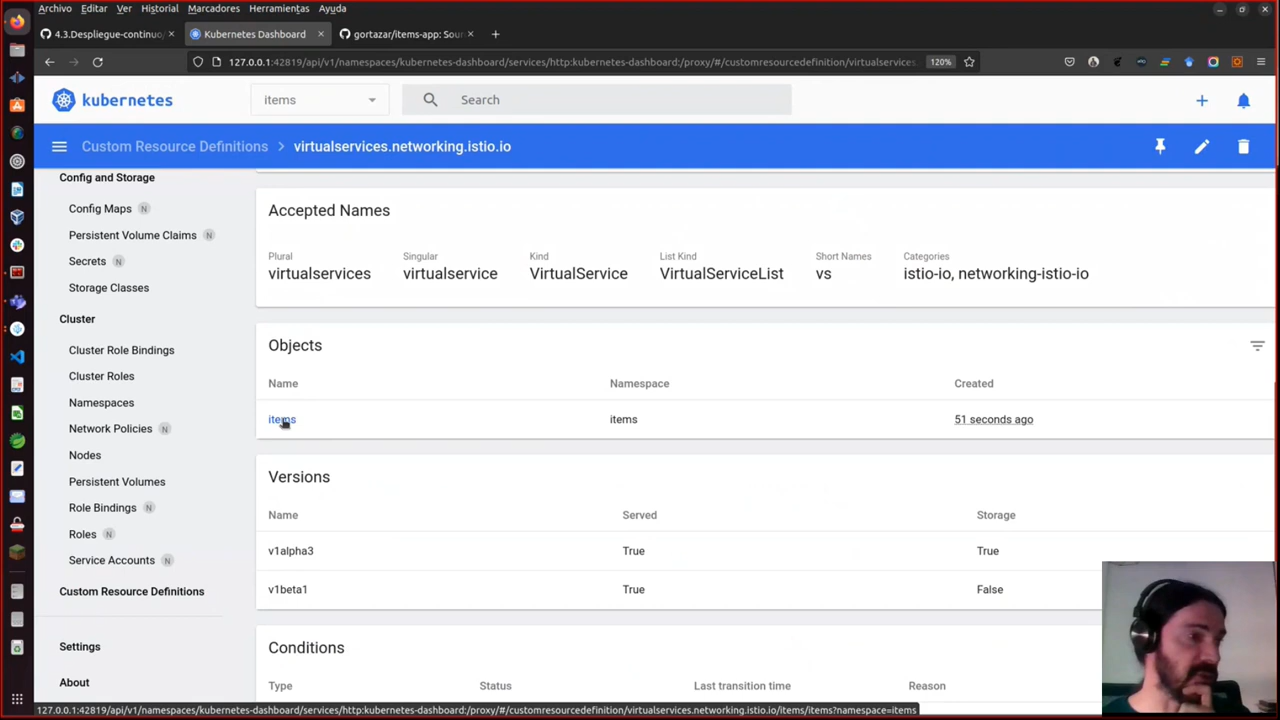 Archivo Editar Ver Historial Marcadores Herramientas Ayuda
4.3.Despliegue-continuo/ Kubernetes Dashboard gortazar/items-app: Sour
127.0.0.1:42819/api/v1/namespaces/kubernetes-dashboard/services/http:kubernetes-dashboard:/proxy/#/customresourcedefinition/virtualservices. 120%
kubernetes items Search
Custom Resource Definitions > virtualservices.networking.istio.io
Config and Storage
Config Maps N
Persistent Volume Claims N
Secrets N
Storage Classes
Cluster
Cluster Role Bindings
Cluster Roles
Namespaces
Network Policies N
Nodes
Persistent Volumes
Role Bindings N
Roles N
Service Accounts N
Custom Resource Definitions
Settings
About
Accepted Names
Plural Singular Kind List Kind Short Names Categories
virtualservices virtualservice VirtualService VirtualServiceList vs istio-io, networking-istio-io
Objects
Name Namespace Created
items items 51 seconds ago
Versions
Name Served Storage
v1alpha3 True True
v1beta1 True False
Conditions
Type Status Last transition time Reason
127.0.0.1:42819/api/v1/namespaces/kubernetes-dashboard/services/http:kubernetes-dashboard:/proxy/#/customresourcedefinition/virtualservices.networking.istio.io/items/items?namespace=items